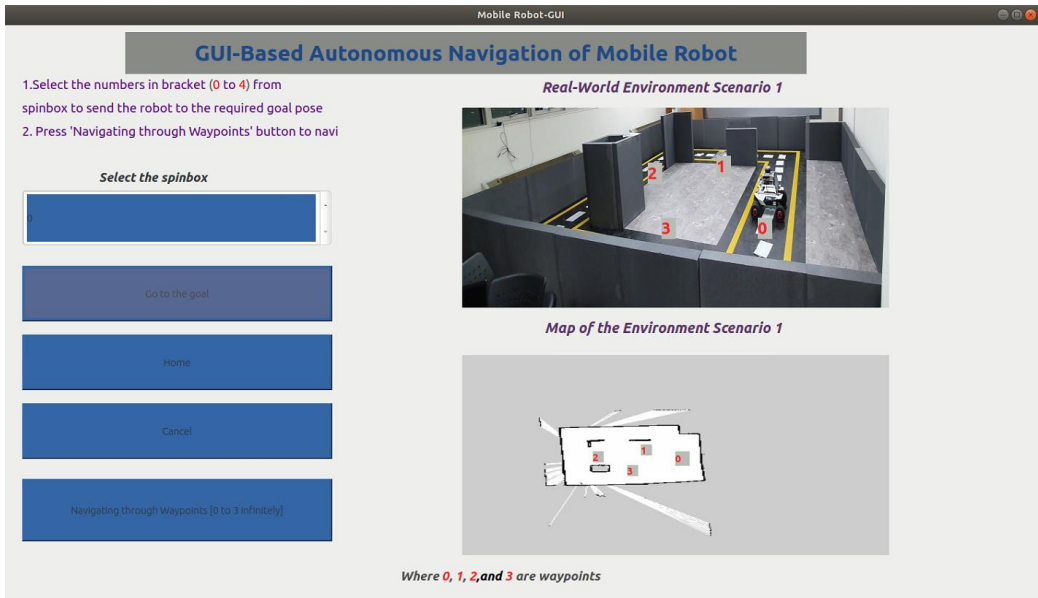 Mobile Robot-GUI
GUI-Based Autonomous Navigation of Mobile Robot
1.Select the numbers in bracket (0 to 4) from
spinbox to send the robot to the required goal pose
2. Press 'Navigating through Waypoints' button to navi
Select the spinbox
0
Go to the goal
Home
Cancel
Navigating through Waypoints [0 to 3 infinitely]
Real-World Environment Scenario 1
2
1
3
0
Map of the Environment Scenario 1
1
2
0
3
Where 0, 1, 2,and 3 are waypoints